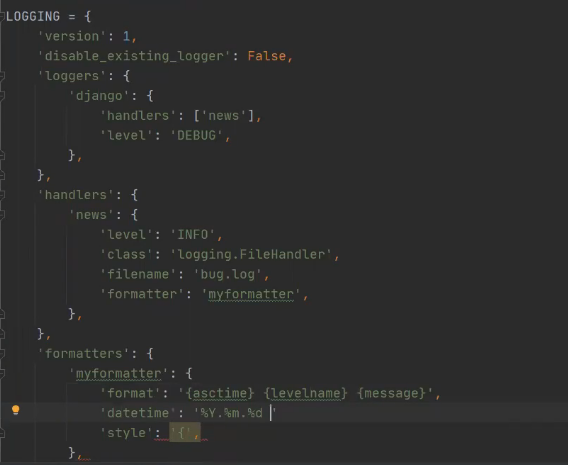 LOGGING = {
    'version': 1,
    'disable_existing_logger': False,
    'loggers': {
        'django': {
            'handlers': ['news'],
            'level': 'DEBUG',
        },
    },
    'handlers': {
        'news': {
            'level': 'INFO',
            'class': 'logging.FileHandler',
            'filename': 'bug.log',
            'formatter': 'myformatter',
        },
    },
    'formatters': {
        'myformatter': {
            'format': '{asctime} {levelname} {message}',
            'datetime': '%Y.%m.%d '
            'style': '{',
        },